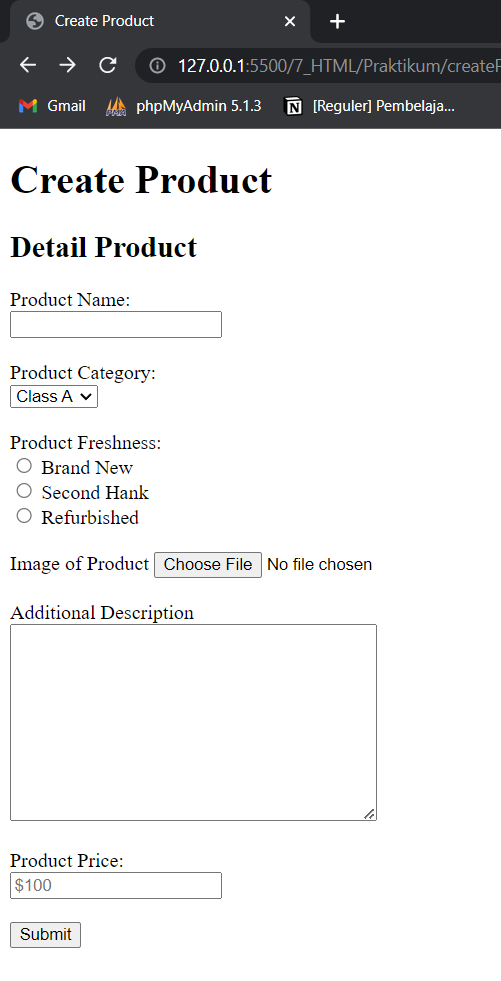 Create Product
127.0.0.1:5500/7_HTML/Praktikum/create
Gmail phpMyAdmin 5.1.3 [Reguler] Pembelaja...
Create Product
Detail Product
Product Name:
Product Category:
Class A
Product Freshness:
Brand New
Second Hank
Refurbished
Image of Product Choose File No file chosen
Additional Description
Product Price:
$100
Submit